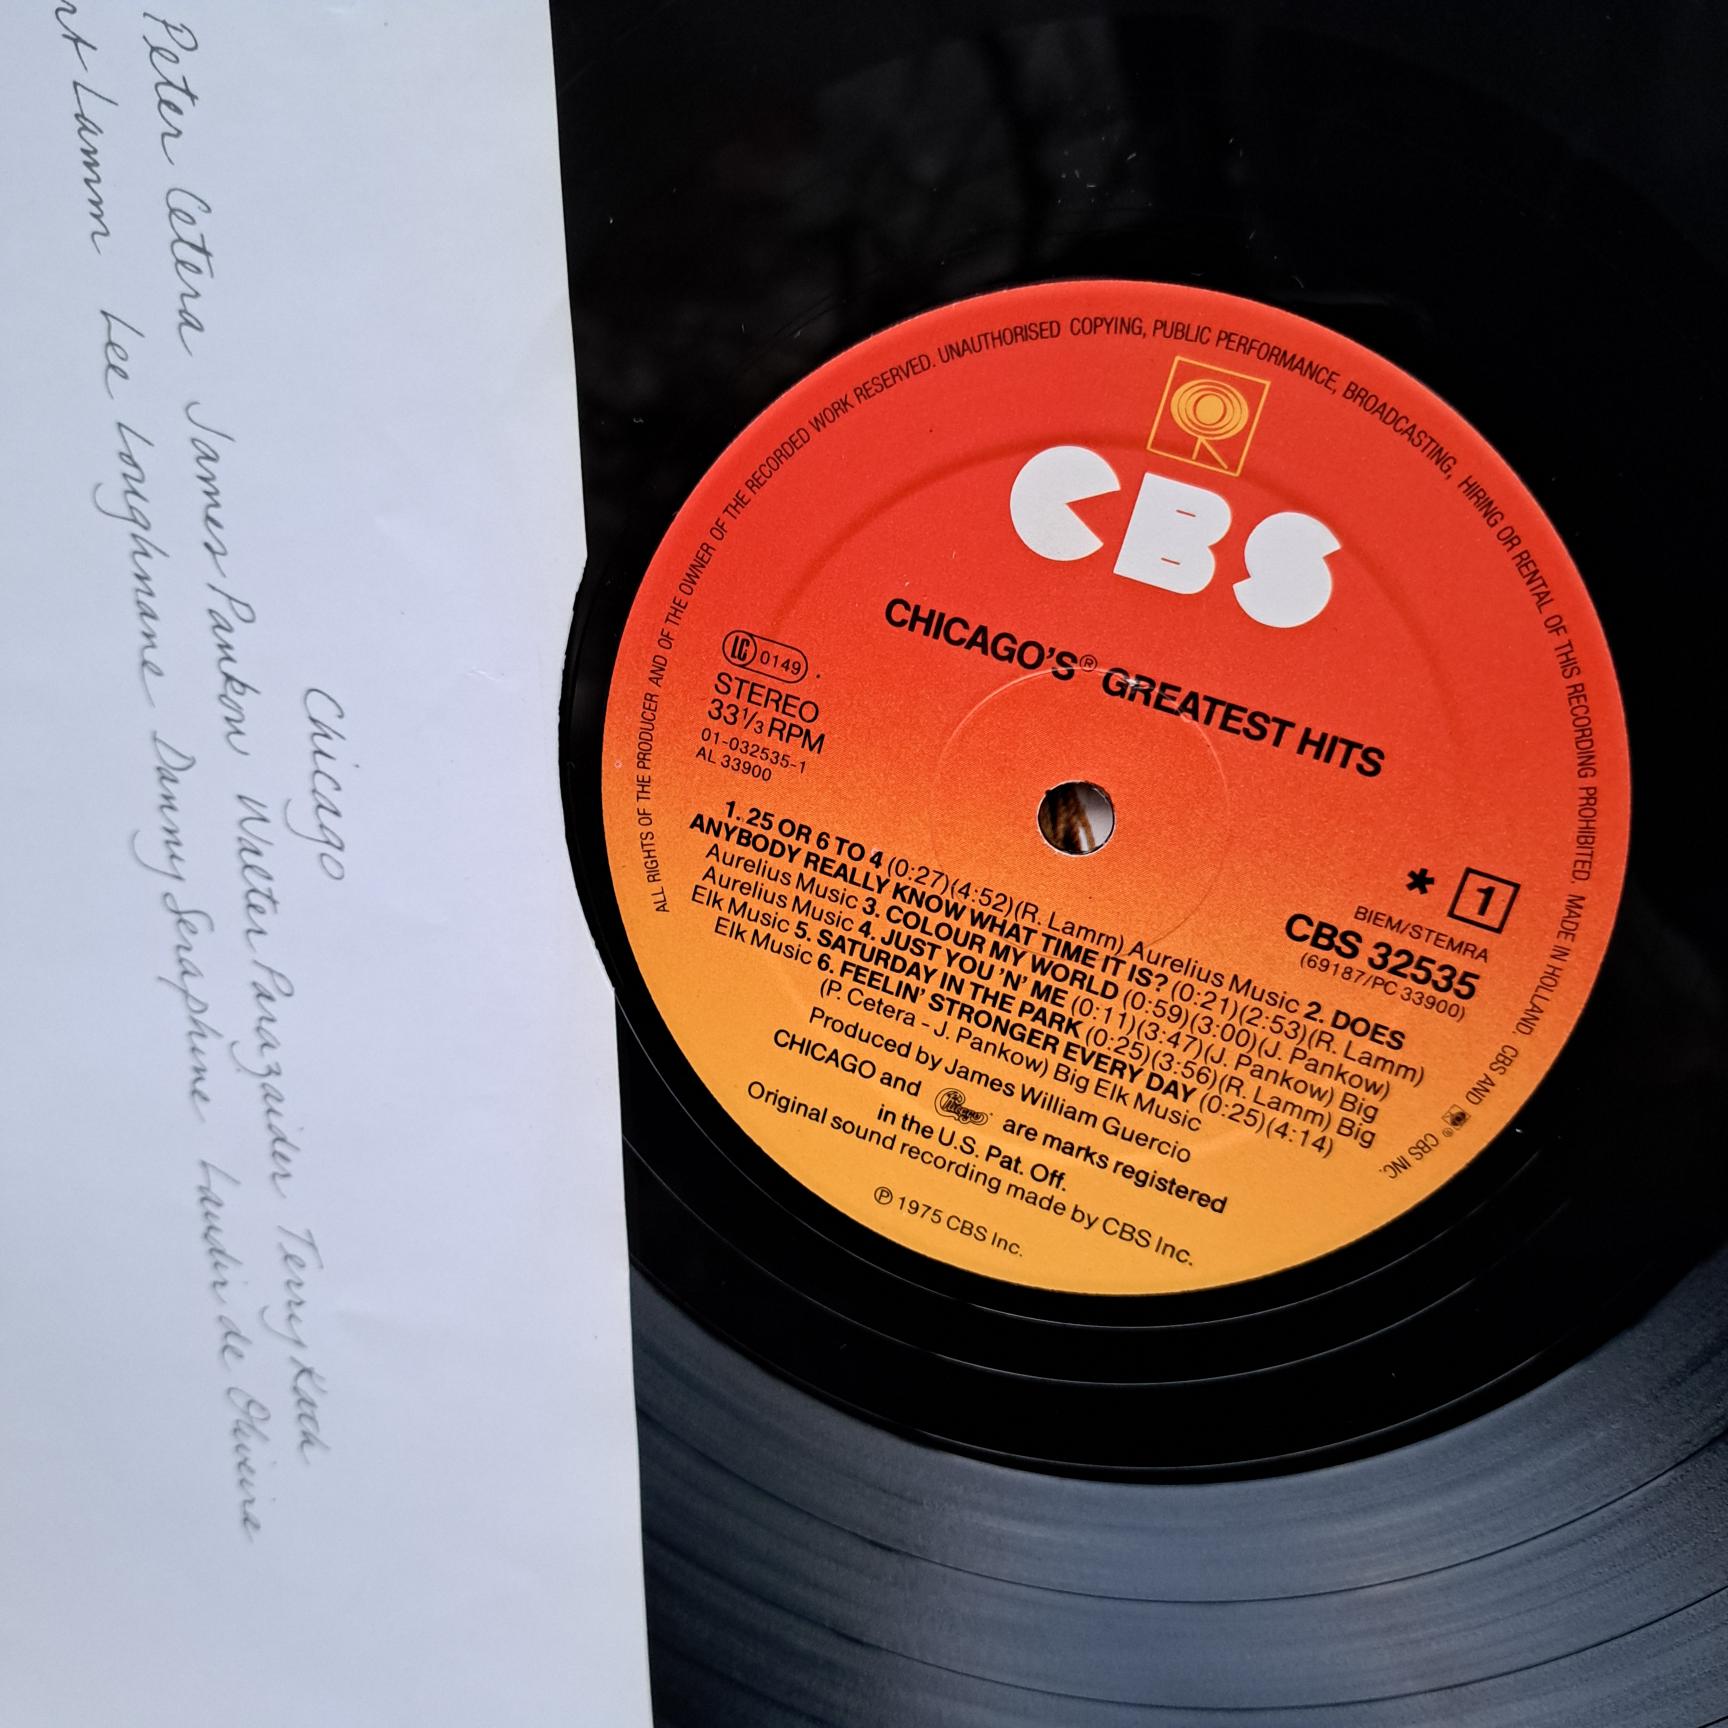 Chicago
Peter Cetera James Pankow Walter Parazaider Terry Kath
rt Lamm Lee Loughnane Danny Seraphine Laudir de Oliveira
ALL RIGHTS OF THE PRODUCER AND OF THE OWNER OF THE RECORDED WORK RESERVED. UNAUTHORISED COPYING, PUBLIC PERFORMANCE, BROADCASTING, HIRING OR RENTAL OF THIS RECORDING PROHIBITED. MADE IN HOLLAND. CBS AND ® CBS INC.
CBS
CHICAGO'S® GREATEST HITS
LC 0149
STEREO
33⅓ RPM
01-032535-1
AL 33900
* 1
BIEM/STEMRA
CBS 32535
(69187/PC 33900)
1. 25 OR 6 TO 4 (0:27)(4:52)(R. Lamm) Aurelius Music 2. DOES
ANYBODY REALLY KNOW WHAT TIME IT IS? (0:21)(2:53)(R. Lamm)
Aurelius Music 3. COLOUR MY WORLD (0:59)(3:00)(J. Pankow)
Aurelius Music 4. JUST YOU 'N' ME (0:11)(3:47)(J. Pankow) Big
Elk Music 5. SATURDAY IN THE PARK (0:25)(3:56)(R. Lamm) Big
Elk Music 6. FEELIN' STRONGER EVERY DAY (0:25)(4:14)
(P. Cetera - J. Pankow) Big Elk Music
Produced by James William Guercio
CHICAGO and Chicago are marks registered
in the U.S. Pat. Off.
Original sound recording made by CBS Inc.
℗ 1975 CBS Inc.